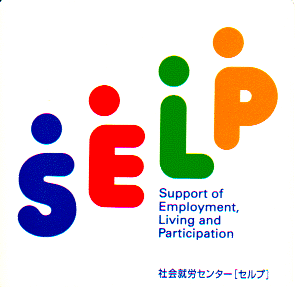 SELP
Support of
Employment,
Living and
Participation
社会就労センター[セルプ]